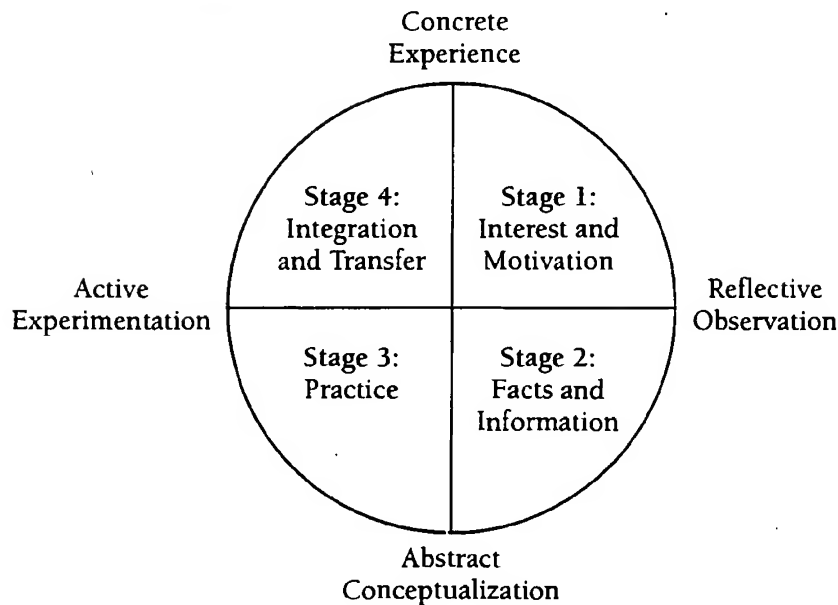 Concrete
Experience
Stage 4:
Integration
and Transfer
Stage 1:
Interest and
Motivation
Active
Experimentation
Reflective
Observation
Stage 3:
Practice
Stage 2:
Facts and
Information
Abstract
Conceptualization